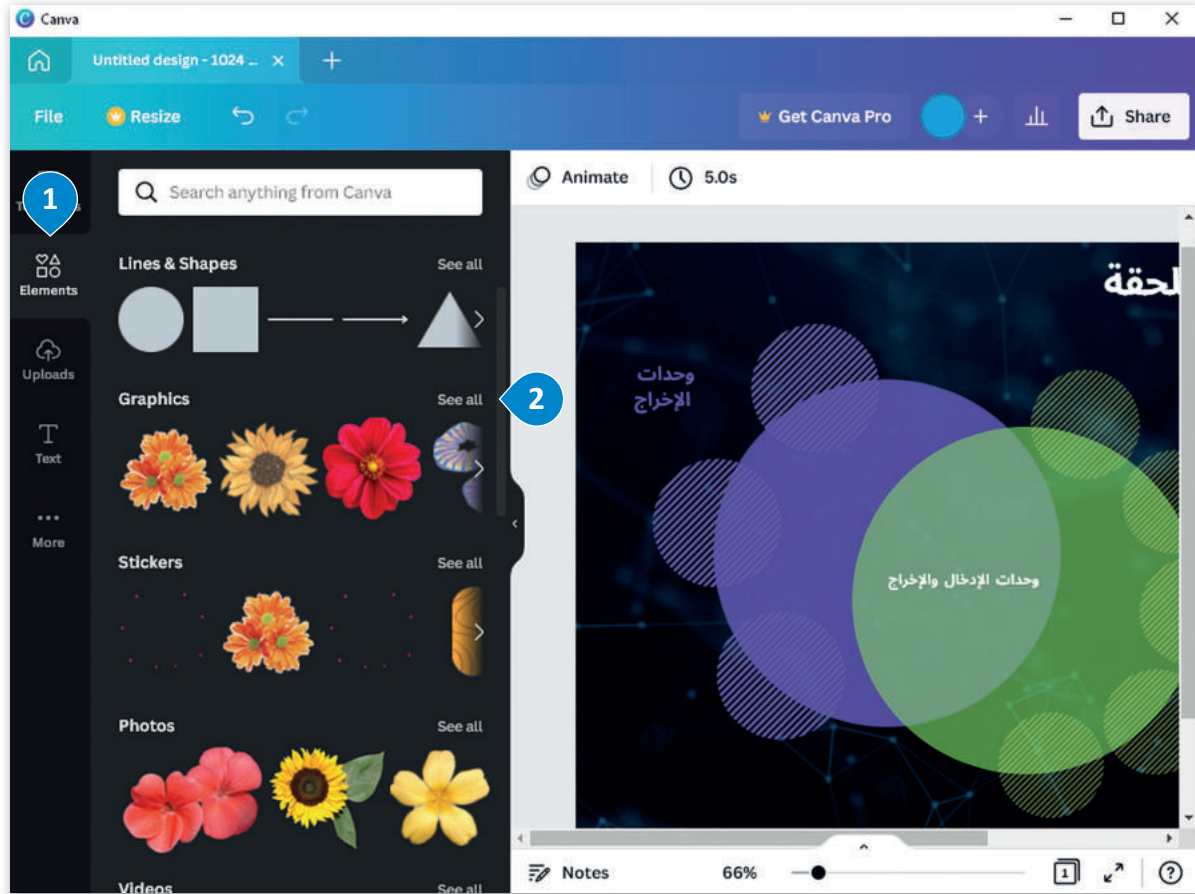 Canva
Untitled design - 1024 ...
File
Resize
Get Canva Pro
Share
1
Elements
Uploads
Text
More
Search anything from Canva
Lines & Shapes
See all
Graphics
See all
2
Stickers
See all
Photos
See all
Videos
See all
Animate
5.0s
لحقة
وحدات
الإخراج
وحدات الإدخال والإخراج
Notes
66%
1
?